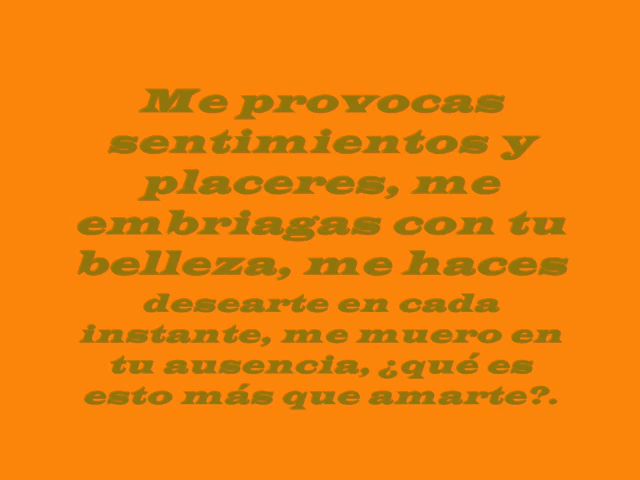 Me provocas
sentimientos y
placeres, me
embriagas con tu
belleza, me haces
desearte en cada
instante, me muero en
tu ausencia, ¿qué es
esto más que amarte?.